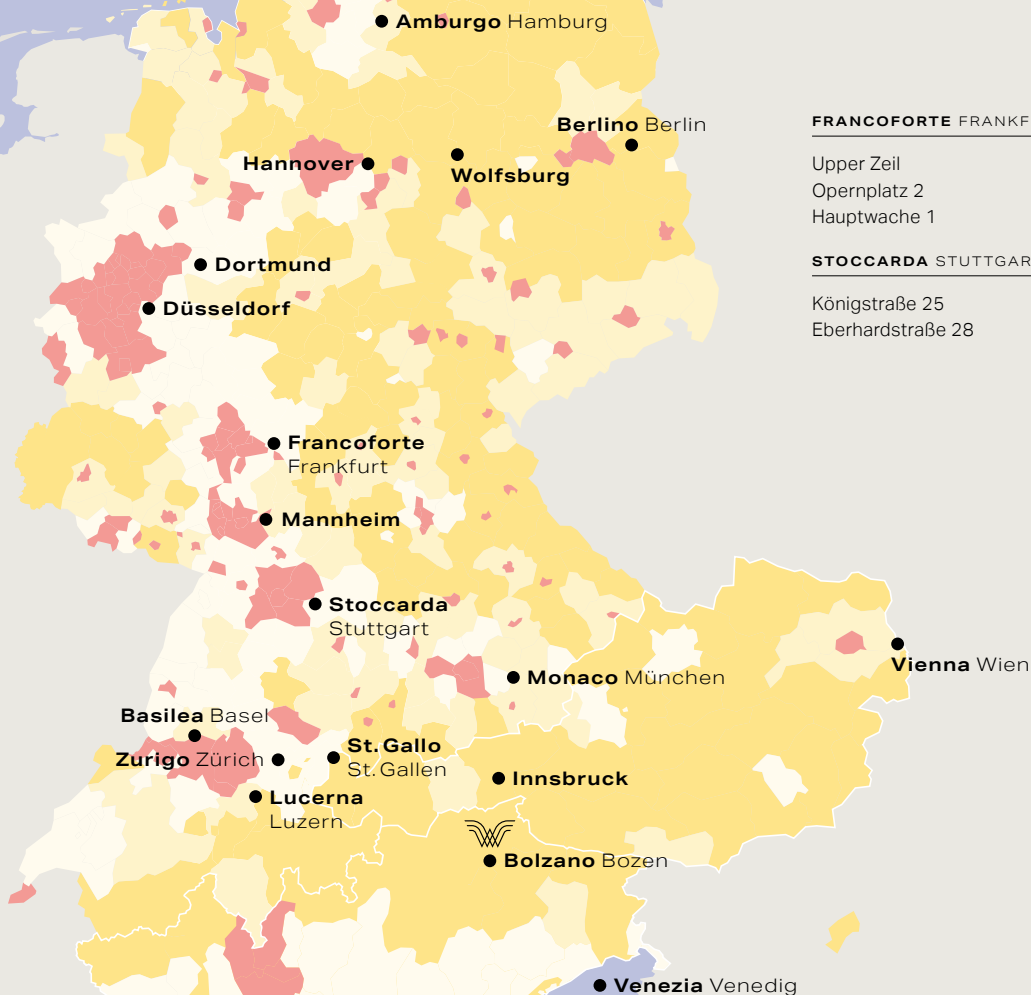 Amburgo Hamburg
Berlino Berlin
Hannover
Wolfsburg
Dortmund
Düsseldorf
Francoforte
Frankfurt
Mannheim
Stoccarda
Stuttgart
Vienna Wien
Monaco München
Basilea Basel
Zurigo Zürich
St. Gallo
St. Gallen
Innsbruck
Lucerna
Luzern
Bolzano Bozen
Venezia Venedig
FRANCOFORTE FRANKF
Upper Zeil
Opernplatz 2
Hauptwache 1
STOCCARDA STUTTGAR
Königstraße 25
Eberhardstraße 28